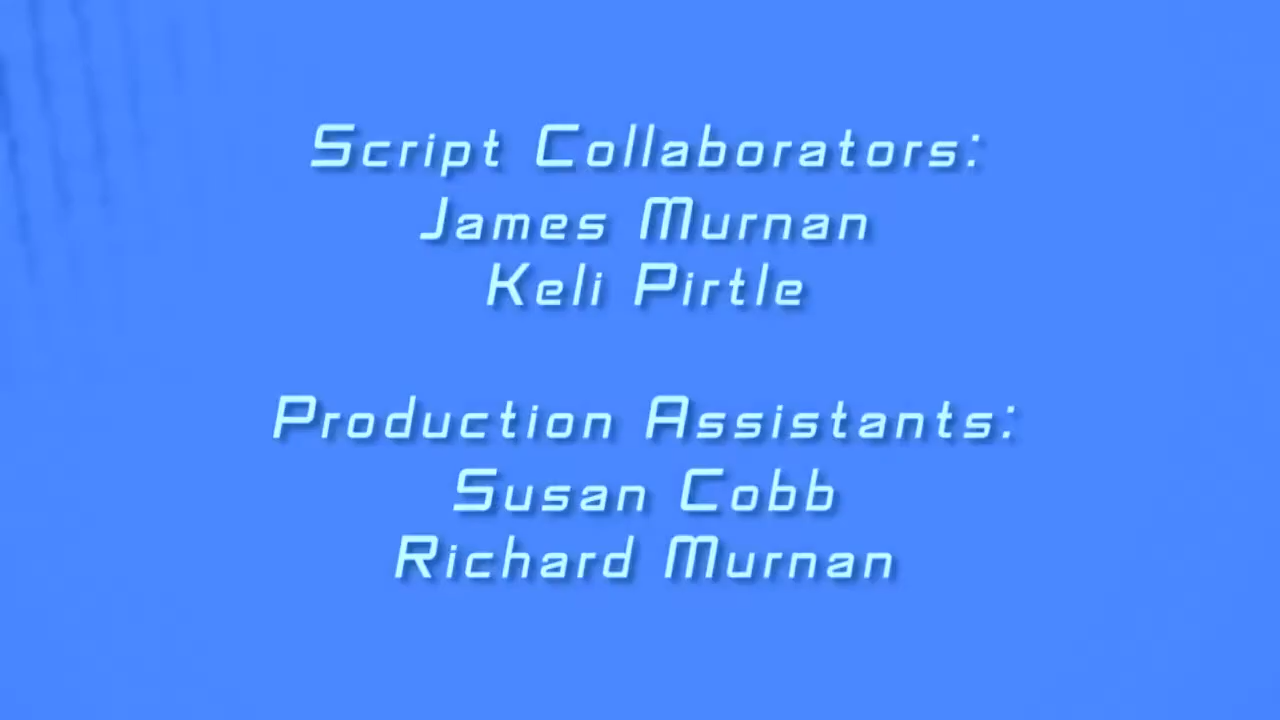 Script Collaborators:
James Murnan
Keli Pirtle
Production Assistants:
Susan Cobb
Richard Murnan